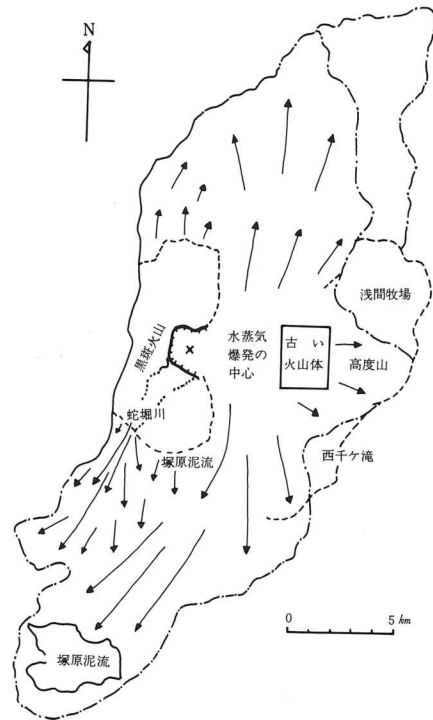 N
浅間牧場
黒斑火山
×
水蒸気
爆発の
中心
古い
火山体
高度山
蛇堀川
塚原泥流
西千ケ滝
0 5 km
塚原泥流